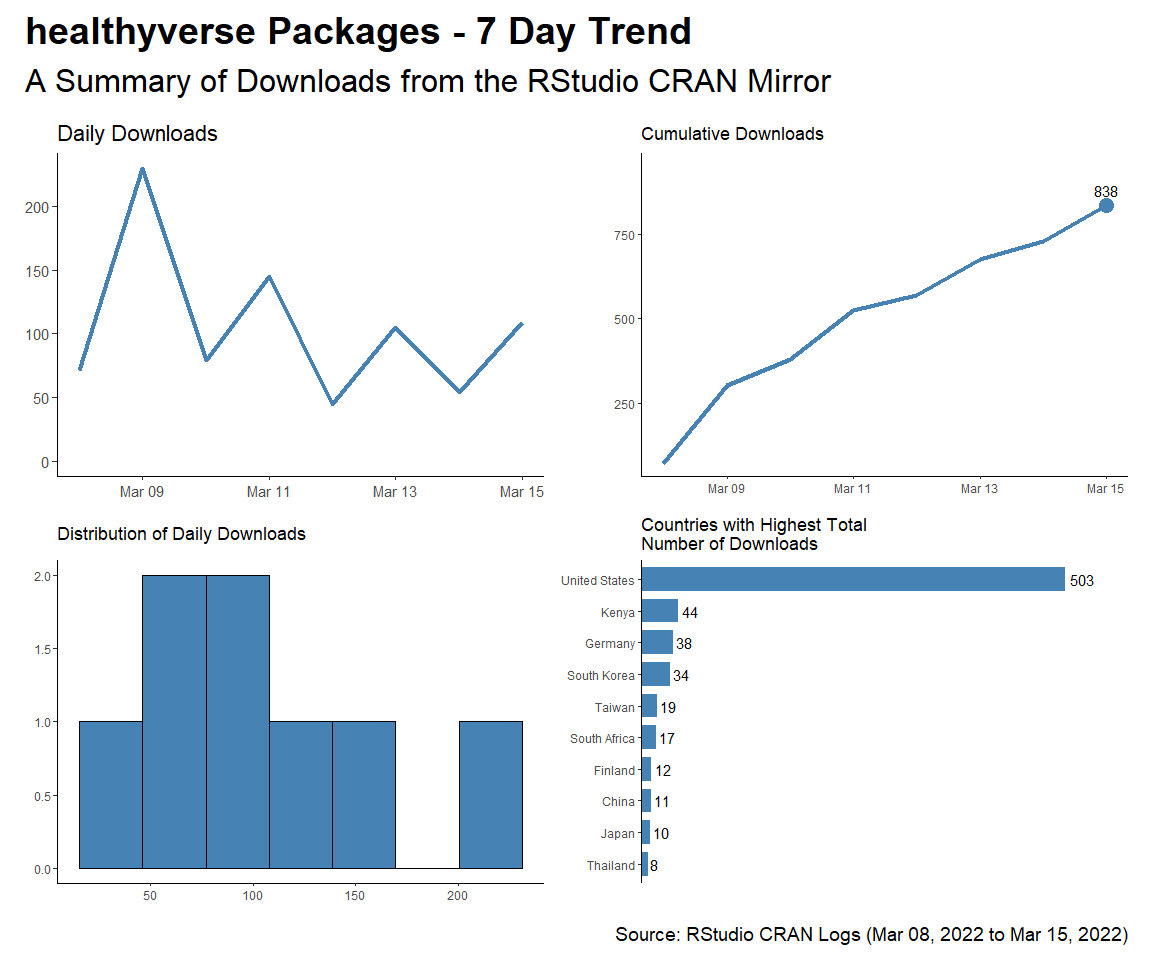 healthyverse Packages - 7 Day Trend
A Summary of Downloads from the RStudio CRAN Mirror
Daily Downloads
200
150
100
50
0
Mar 09 Mar 11 Mar 13 Mar 15
Cumulative Downloads
838
750
500
250
Mar 09 Mar 11 Mar 13 Mar 15
Distribution of Daily Downloads
2.0
1.5
1.0
0.5
0.0
50 100 150 200
Countries with Highest Total
Number of Downloads
United States 503
Kenya 44
Germany 38
South Korea 34
Taiwan 19
South Africa 17
Finland 12
China 11
Japan 10
Thailand 8
Source: RStudio CRAN Logs (Mar 08, 2022 to Mar 15, 2022)